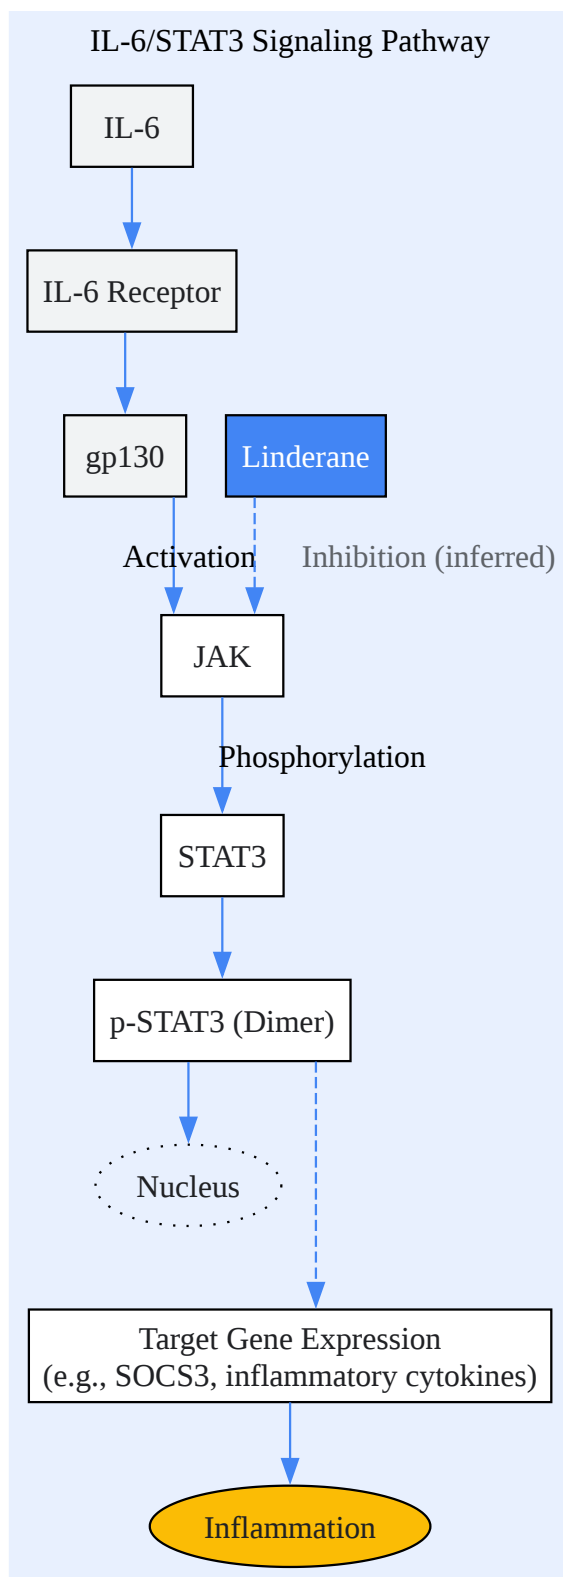 IL-6/STAT3 Signaling Pathway
IL-6
IL-6 Receptor
gp130
Linderane
Activation
Inhibition (inferred)
JAK
Phosphorylation
STAT3
p-STAT3 (Dimer)
Nucleus
Target Gene Expression
(e.g., SOCS3, inflammatory cytokines)
Inflammation